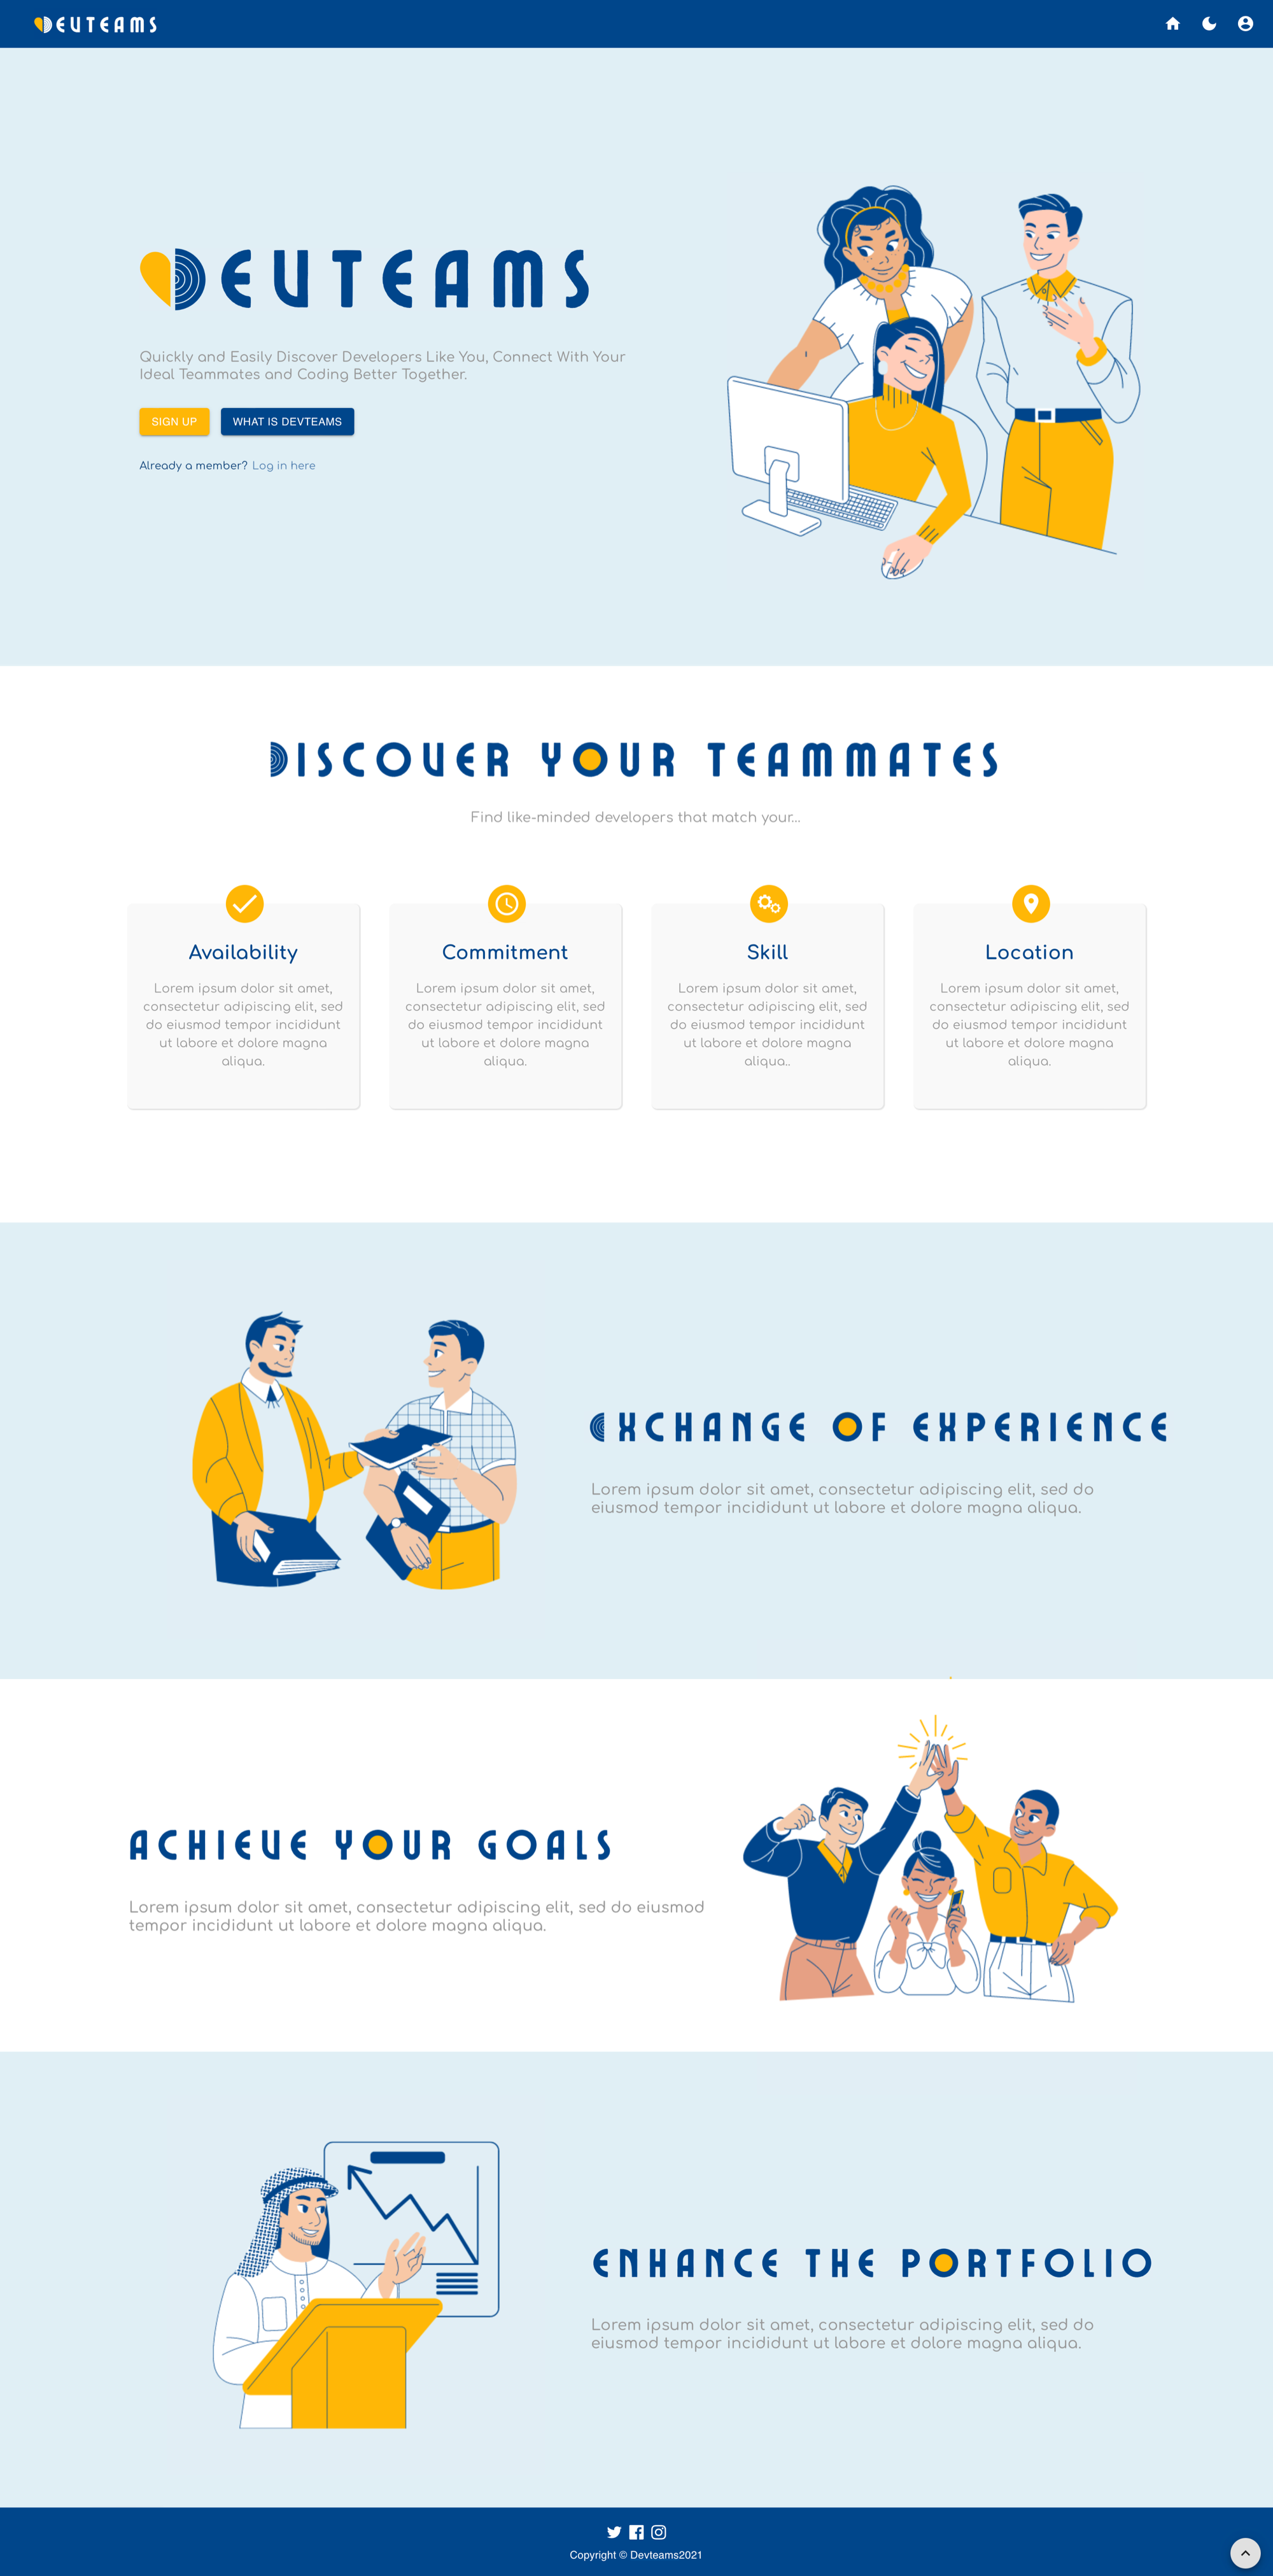 DEVTEAMS
DEVTEAMS
Quickly and Easily Discover Developers Like You, Connect With Your
Ideal Teammates and Coding Better Together.
SIGN UP
WHAT IS DEVTEAMS
Already a member? Log in here
DISCOVER YOUR TEAMMATES
Find like-minded developers that match your...
Availability
Lorem ipsum dolor sit amet,
consectetur adipiscing elit, sed
do eiusmod tempor incididunt
ut labore et dolore magna
aliqua.
Commitment
Lorem ipsum dolor sit amet,
consectetur adipiscing elit, sed
do eiusmod tempor incididunt
ut labore et dolore magna
aliqua.
Skill
Lorem ipsum dolor sit amet,
consectetur adipiscing elit, sed
do eiusmod tempor incididunt
ut labore et dolore magna
aliqua..
Location
Lorem ipsum dolor sit amet,
consectetur adipiscing elit, sed
do eiusmod tempor incididunt
ut labore et dolore magna
aliqua.
EXCHANGE OF EXPERIENCE
Lorem ipsum dolor sit amet, consectetur adipiscing elit, sed do
eiusmod tempor incididunt ut labore et dolore magna aliqua.
ACHIEVE YOUR GOALS
Lorem ipsum dolor sit amet, consectetur adipiscing elit, sed do eiusmod
tempor incididunt ut labore et dolore magna aliqua.
ENHANCE THE PORTFOLIO
Lorem ipsum dolor sit amet, consectetur adipiscing elit, sed do
eiusmod tempor incididunt ut labore et dolore magna aliqua.
Copyright © Devteams2021